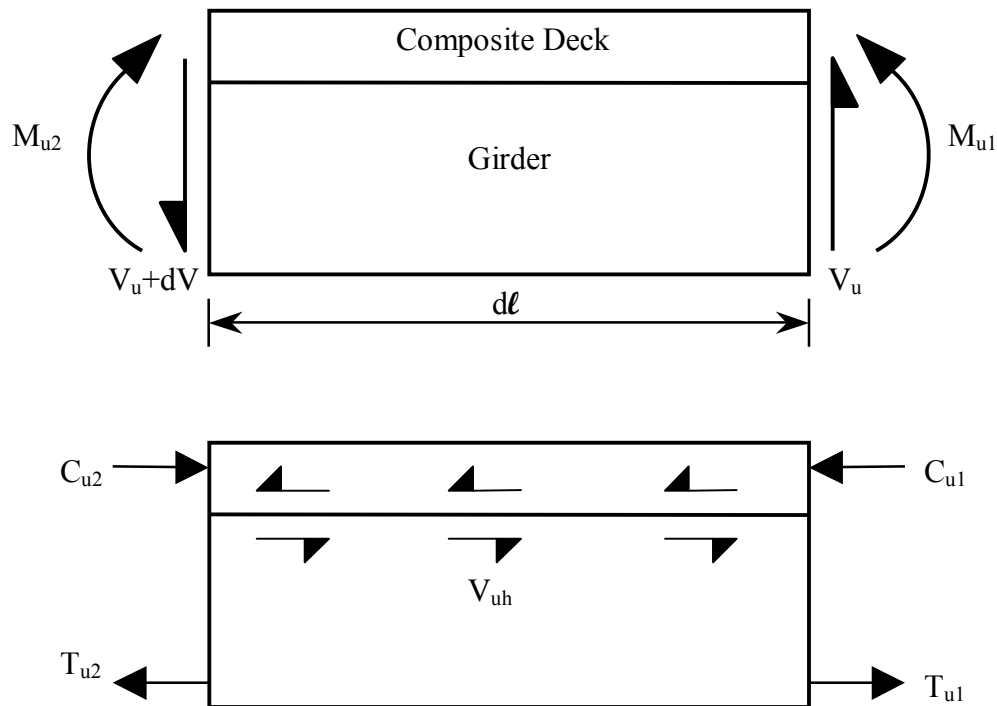 Composite Deck
M_u2
M_u1
Girder
V_u+dV
V_u
dℓ
C_u2
C_u1
V_uh
T_u2
T_u1